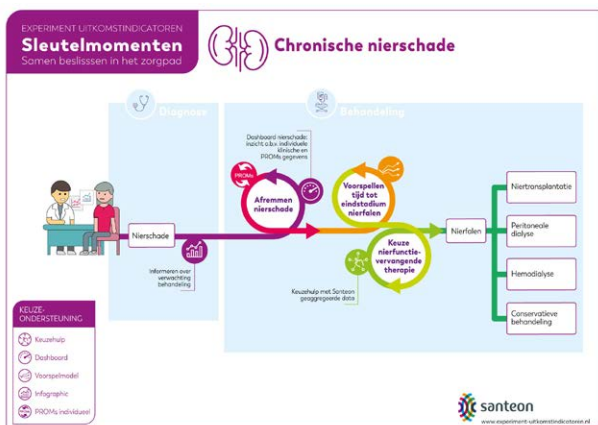 EXPERIMENT UITKOMSTINDICATOREN
Sleutelmomenten
Samen beslisssen in het zorgpad
Chronische nierschade
Diagnose
Behandeling
Dashboard nierschade:
inzicht o.b.v. individuele
klinische en
PROMs gegevens
PROMs
Afremmen
nierschade
Voorspellen
tijd tot
eindstadium
nierfalen
Nierschade
Informeren over
verwachting
behandeling
Keuze
nierfunctie-
vervangende
therapie
Keuzehulp met Santeon
geaggregeerde data
Nierfalen
Niertransplantatie
Peritoneale
dialyse
Hemodialyse
Conservatieve
behandeling
KEUZE-
ONDERSTEUNING
Keuzehulp
Dashboard
Voorspelmodel
Infographic
PROMs individueel
santeon
www.experiment-uitkomstindicatoren.nl